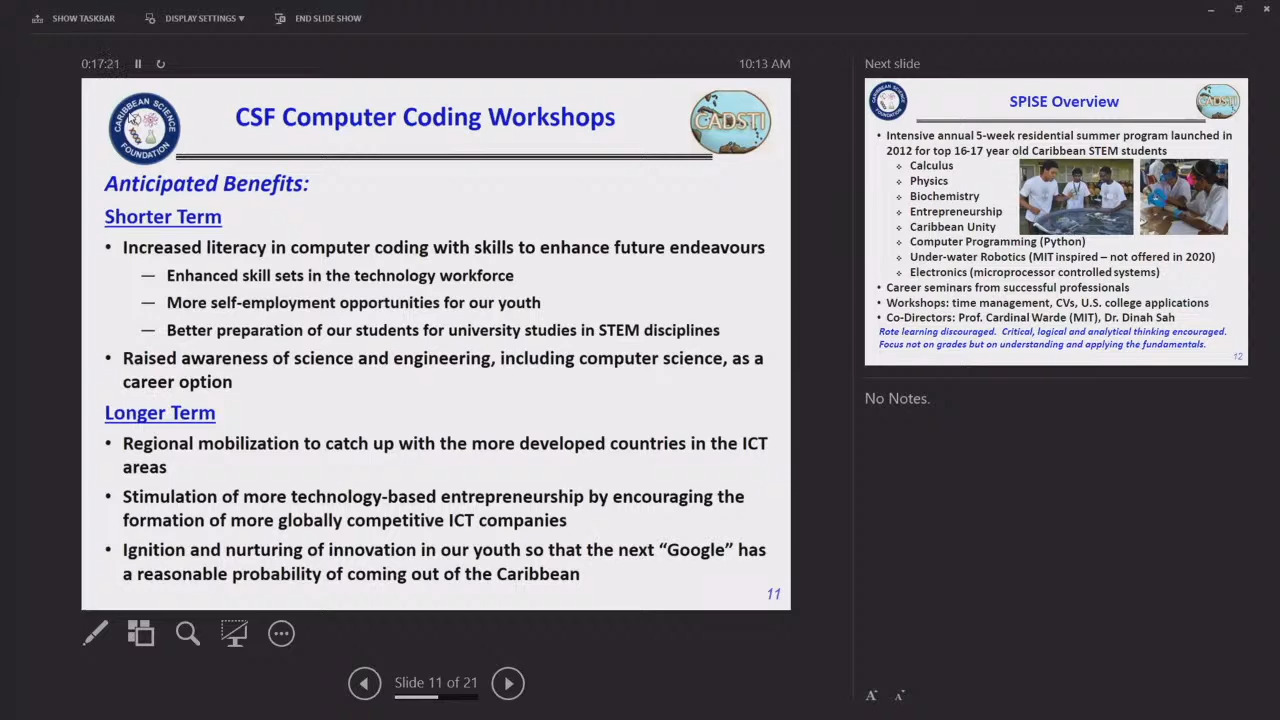 SHOW TASKBAR
DISPLAY SETTINGS ▾
END SLIDE SHOW
0:17:21
10:13 AM
CARIBBEAN SCIENCE FOUNDATION
CSF Computer Coding Workshops
CADSTI
Anticipated Benefits:
Shorter Term
• Increased literacy in computer coding with skills to enhance future endeavours
— Enhanced skill sets in the technology workforce
— More self-employment opportunities for our youth
— Better preparation of our students for university studies in STEM disciplines
• Raised awareness of science and engineering, including computer science, as a
career option
Longer Term
• Regional mobilization to catch up with the more developed countries in the ICT
areas
• Stimulation of more technology-based entrepreneurship by encouraging the
formation of more globally competitive ICT companies
• Ignition and nurturing of innovation in our youth so that the next “Google” has
a reasonable probability of coming out of the Caribbean
11
Slide 11 of 21
Next slide
CARIBBEAN SCIENCE FOUNDATION
SPISE Overview
CADSTI
• Intensive annual 5-week residential summer program launched in
2012 for top 16-17 year old Caribbean STEM students
❖ Calculus
❖ Physics
❖ Biochemistry
❖ Entrepreneurship
❖ Caribbean Unity
❖ Computer Programming (Python)
❖ Under-water Robotics (MIT inspired – not offered in 2020)
❖ Electronics (microprocessor controlled systems)
• Career seminars from successful professionals
• Workshops: time management, CVs, U.S. college applications
• Co-Directors: Prof. Cardinal Warde (MIT), Dr. Dinah Sah
Rote learning discouraged. Critical, logical and analytical thinking encouraged.
Focus not on grades but on understanding and applying the fundamentals.
12
No Notes.
A A